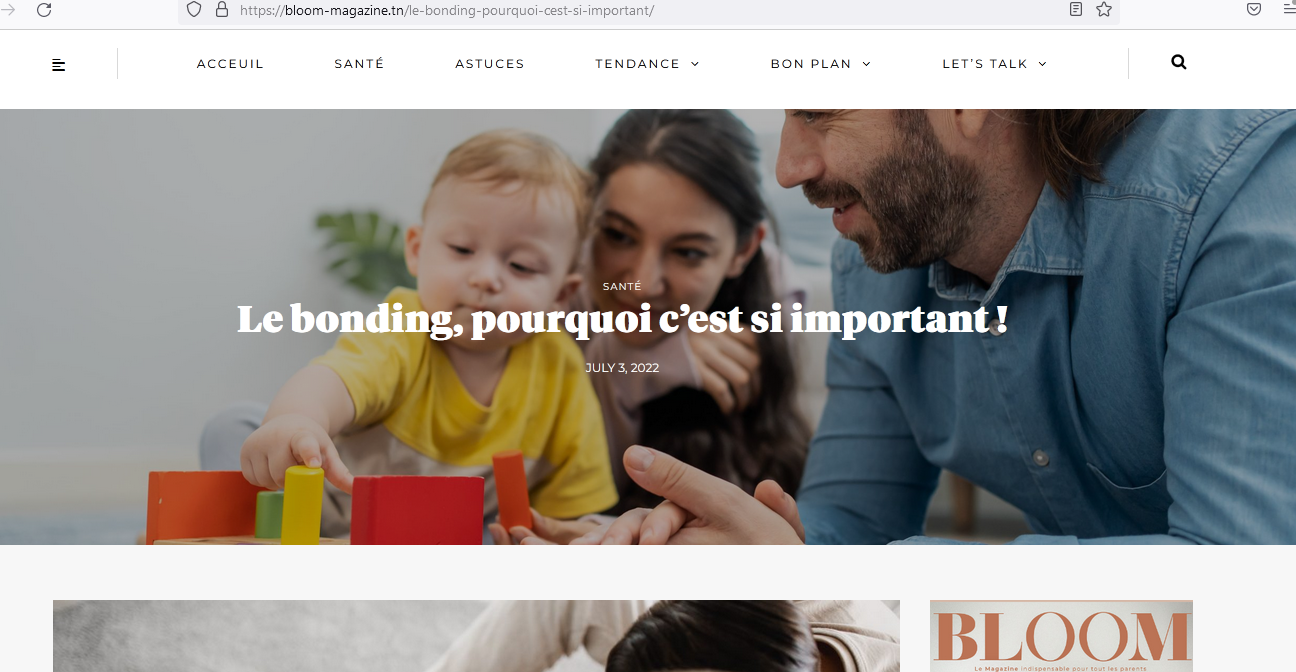 https://bloom-magazine.tn/le-bonding-pourquoi-cest-si-important/
ACCEUIL SANTÉ ASTUCES TENDANCE BON PLAN LET'S TALK
SANTÉ
Le bonding, pourquoi c’est si important !
JULY 3, 2022
BLOOM
Le Magazine indispensable pour tout les parents